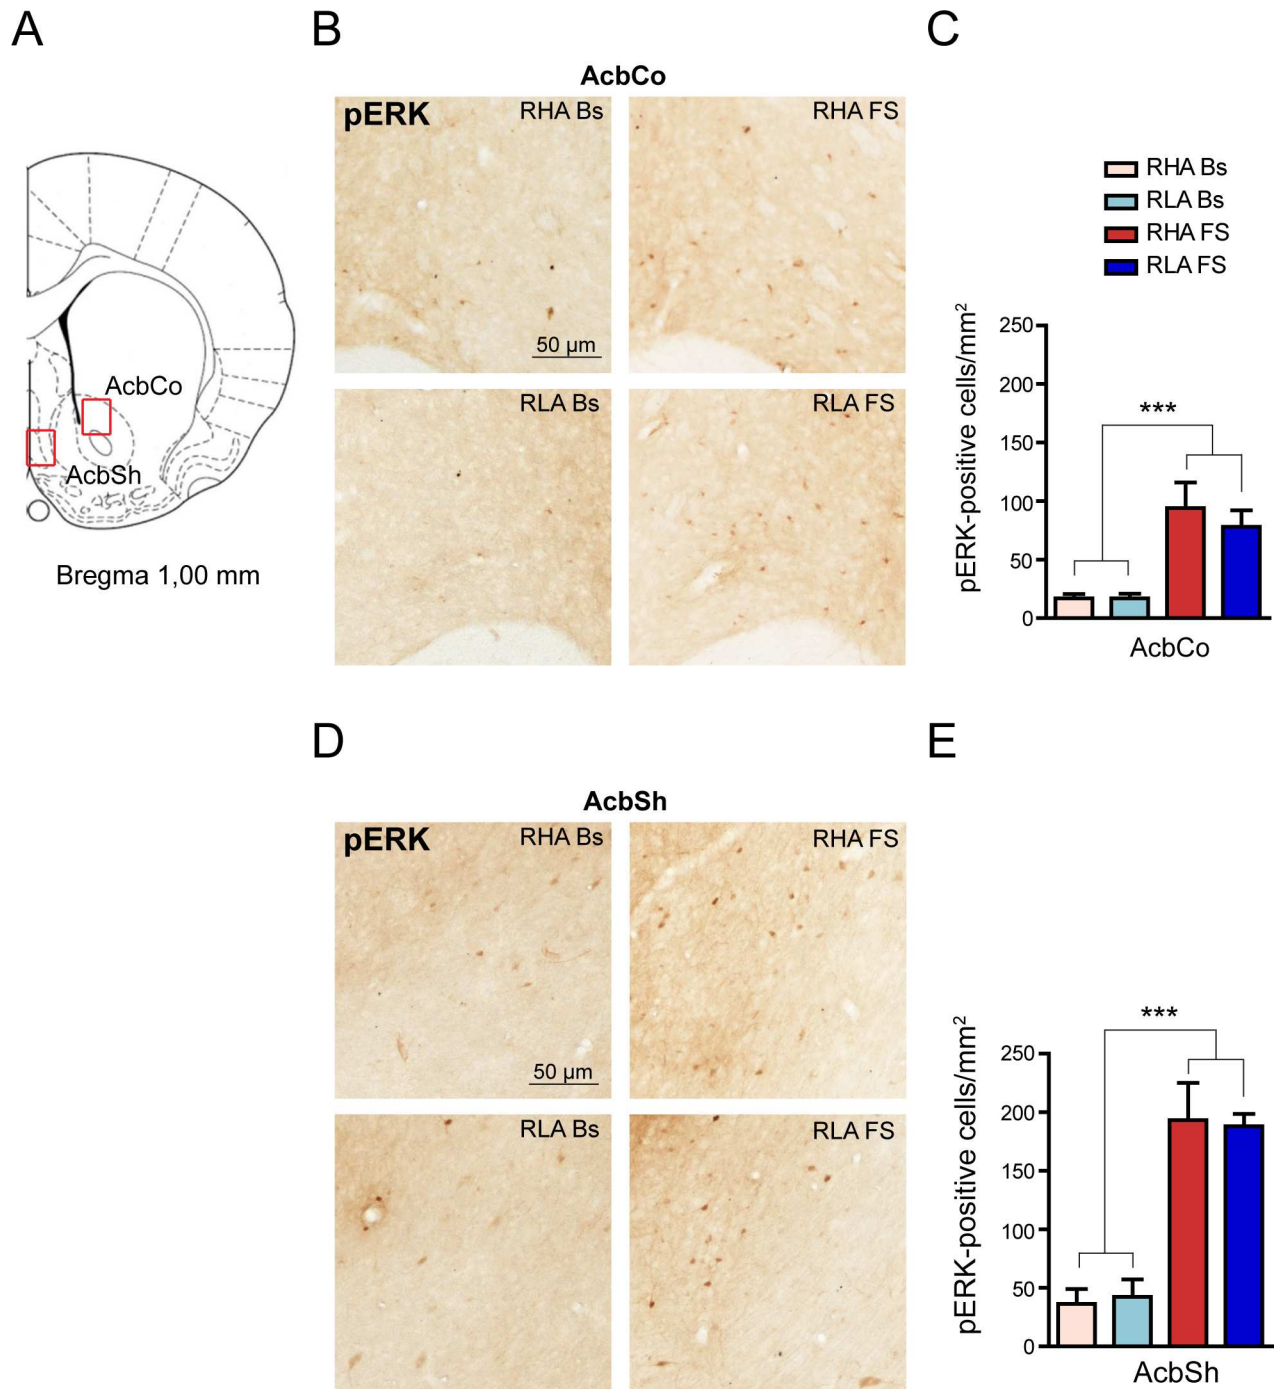 A
AcbCo
AcbSh
Bregma 1,00 mm
B
AcbCo
pERK
RHA Bs
RHA FS
50 µm
RLA Bs
RLA FS
C
RHA Bs
RLA Bs
RHA FS
RLA FS
pERK-positive cells/mm²
250
200
150
100
50
0
***
AcbCo
D
AcbSh
pERK
RHA Bs
RHA FS
50 µm
RLA Bs
RLA FS
E
pERK-positive cells/mm²
250
200
150
100
50
0
***
AcbSh